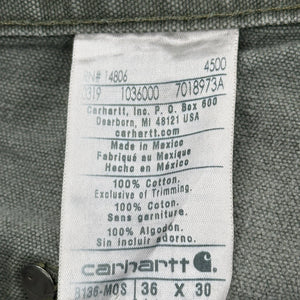 RN# 14806 4500
0319 1036000 7018973A
Carhartt, Inc. P. O. Box 600
Dearborn, MI 48121 USA
carhartt.com
Made in Mexico
Fabriqué au Mexique
Hecho en México
100% Cotton.
Exclusive of Trimming.
100% Coton.
Sans garniture.
100% Algodón.
Sin incluir adorno.
carhartt
B136-MOS 36 X 30